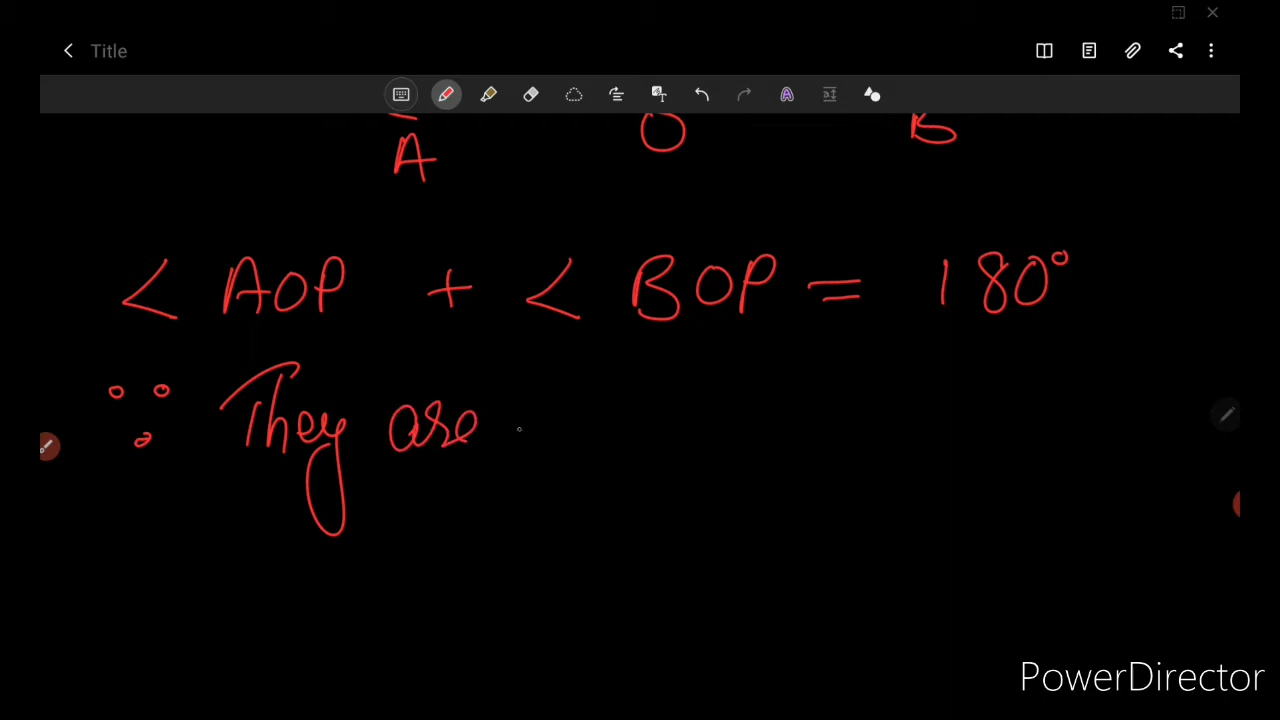 Title
A O B
< AOP + < BOP = 180°
∵ They are
PowerDirector